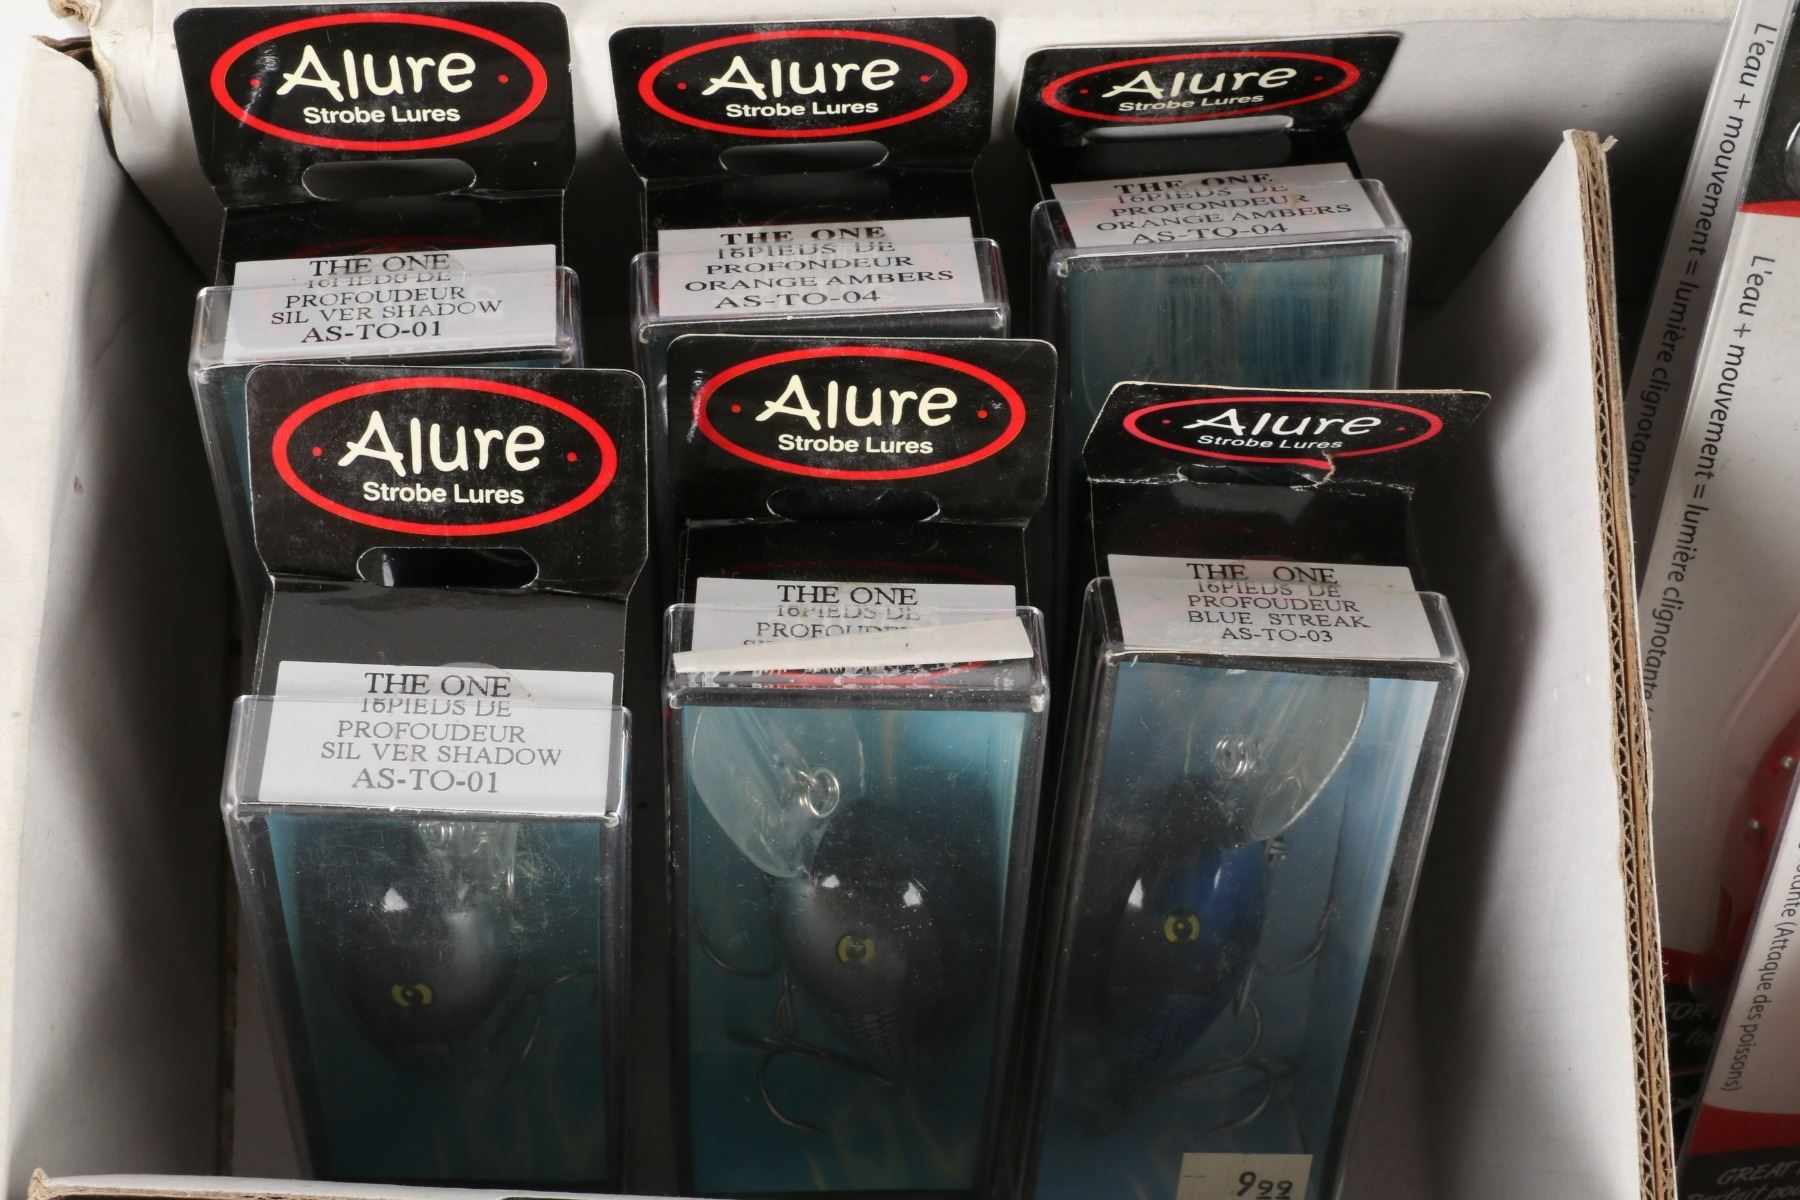 Alure
Strobe Lures
THE ONE
16PIEDS DE
PROFOUDEUR
SIL VER SHADOW
AS-TO-01
Alure
Strobe Lures
THE ONE
16PIEDS DE
PROFONDEUR
ORANGE AMBERS
AS-TO-04
Alure
Strobe Lures
THE ONE
16PIEDS DE
PROFONDEUR
ORANGE AMBERS
AS-TO-04
Alure
Strobe Lures
THE ONE
16PIEDS DE
PROFOUDEUR
SIL VER SHADOW
AS-TO-01
Alure
Strobe Lures
THE ONE
16PIEDS DE
Alure
Strobe Lures
THE ONE
16PIEDS DE
PROFOUDEUR
BLUE STREAK
AS-TO-03
9.99
L'eau + mouvement = lumière clignotante
L'eau + mouvement = lumière clignotante
(Attaque des poissons)
FOR
GREAT